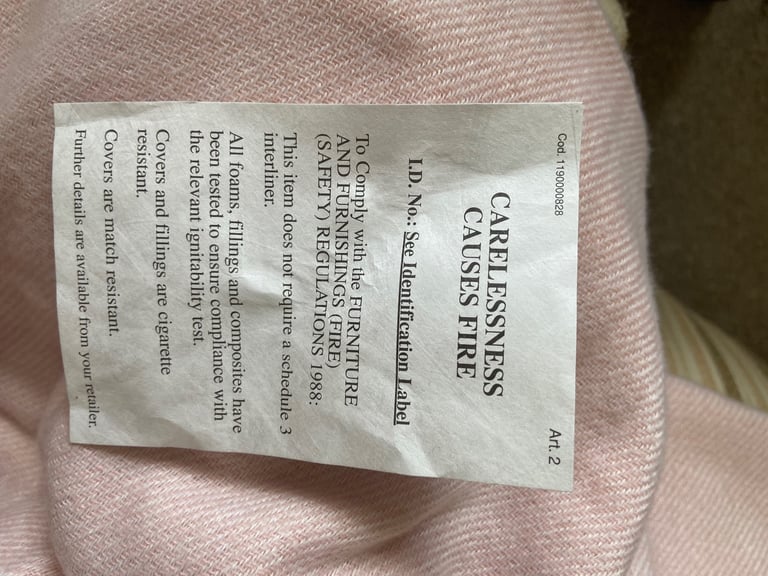 Cod. 1190000828 Art. 2
CARELESSNESS
CAUSES FIRE
I.D. No.: See Identification Label
To Comply with the FURNITURE
AND FURNISHINGS (FIRE)
(SAFETY) REGULATIONS 1988:
This item does not require a schedule 3
interliner.
All foams, fillings and composites have
been tested to ensure compliance with
the relevant ignitability test.
Covers and fillings are cigarette
resistant.
Covers are match resistant.
Further details are available from your retailer.